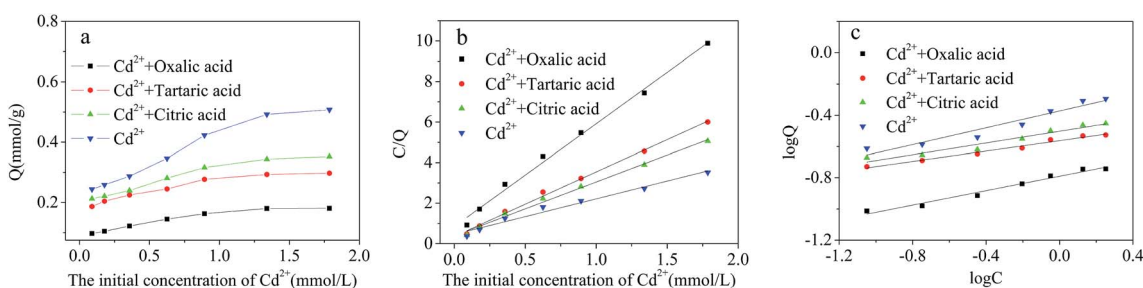 a
Cd²⁺+Oxalic acid
Cd²⁺+Tartaric acid
Cd²⁺+Citric acid
Cd²⁺
Q(mmol/g)
0.8
0.6
0.4
0.2
0.0
0.5
1.0
1.5
2.0
The initial concentration of Cd²⁺(mmol/L)
b
Cd²⁺+Oxalic acid
Cd²⁺+Tartaric acid
Cd²⁺+Citric acid
Cd²⁺
C/Q
12
10
8
6
4
2
0
0.0
0.5
1.0
1.5
2.0
The initial concentration of Cd²⁺(mmol/L)
c
Cd²⁺+Oxalic acid
Cd²⁺+Tartaric acid
Cd²⁺+Citric acid
Cd²⁺
logQ
0.0
-0.4
-0.8
-1.2
-1.2
-0.8
-0.4
0.0
0.4
logC